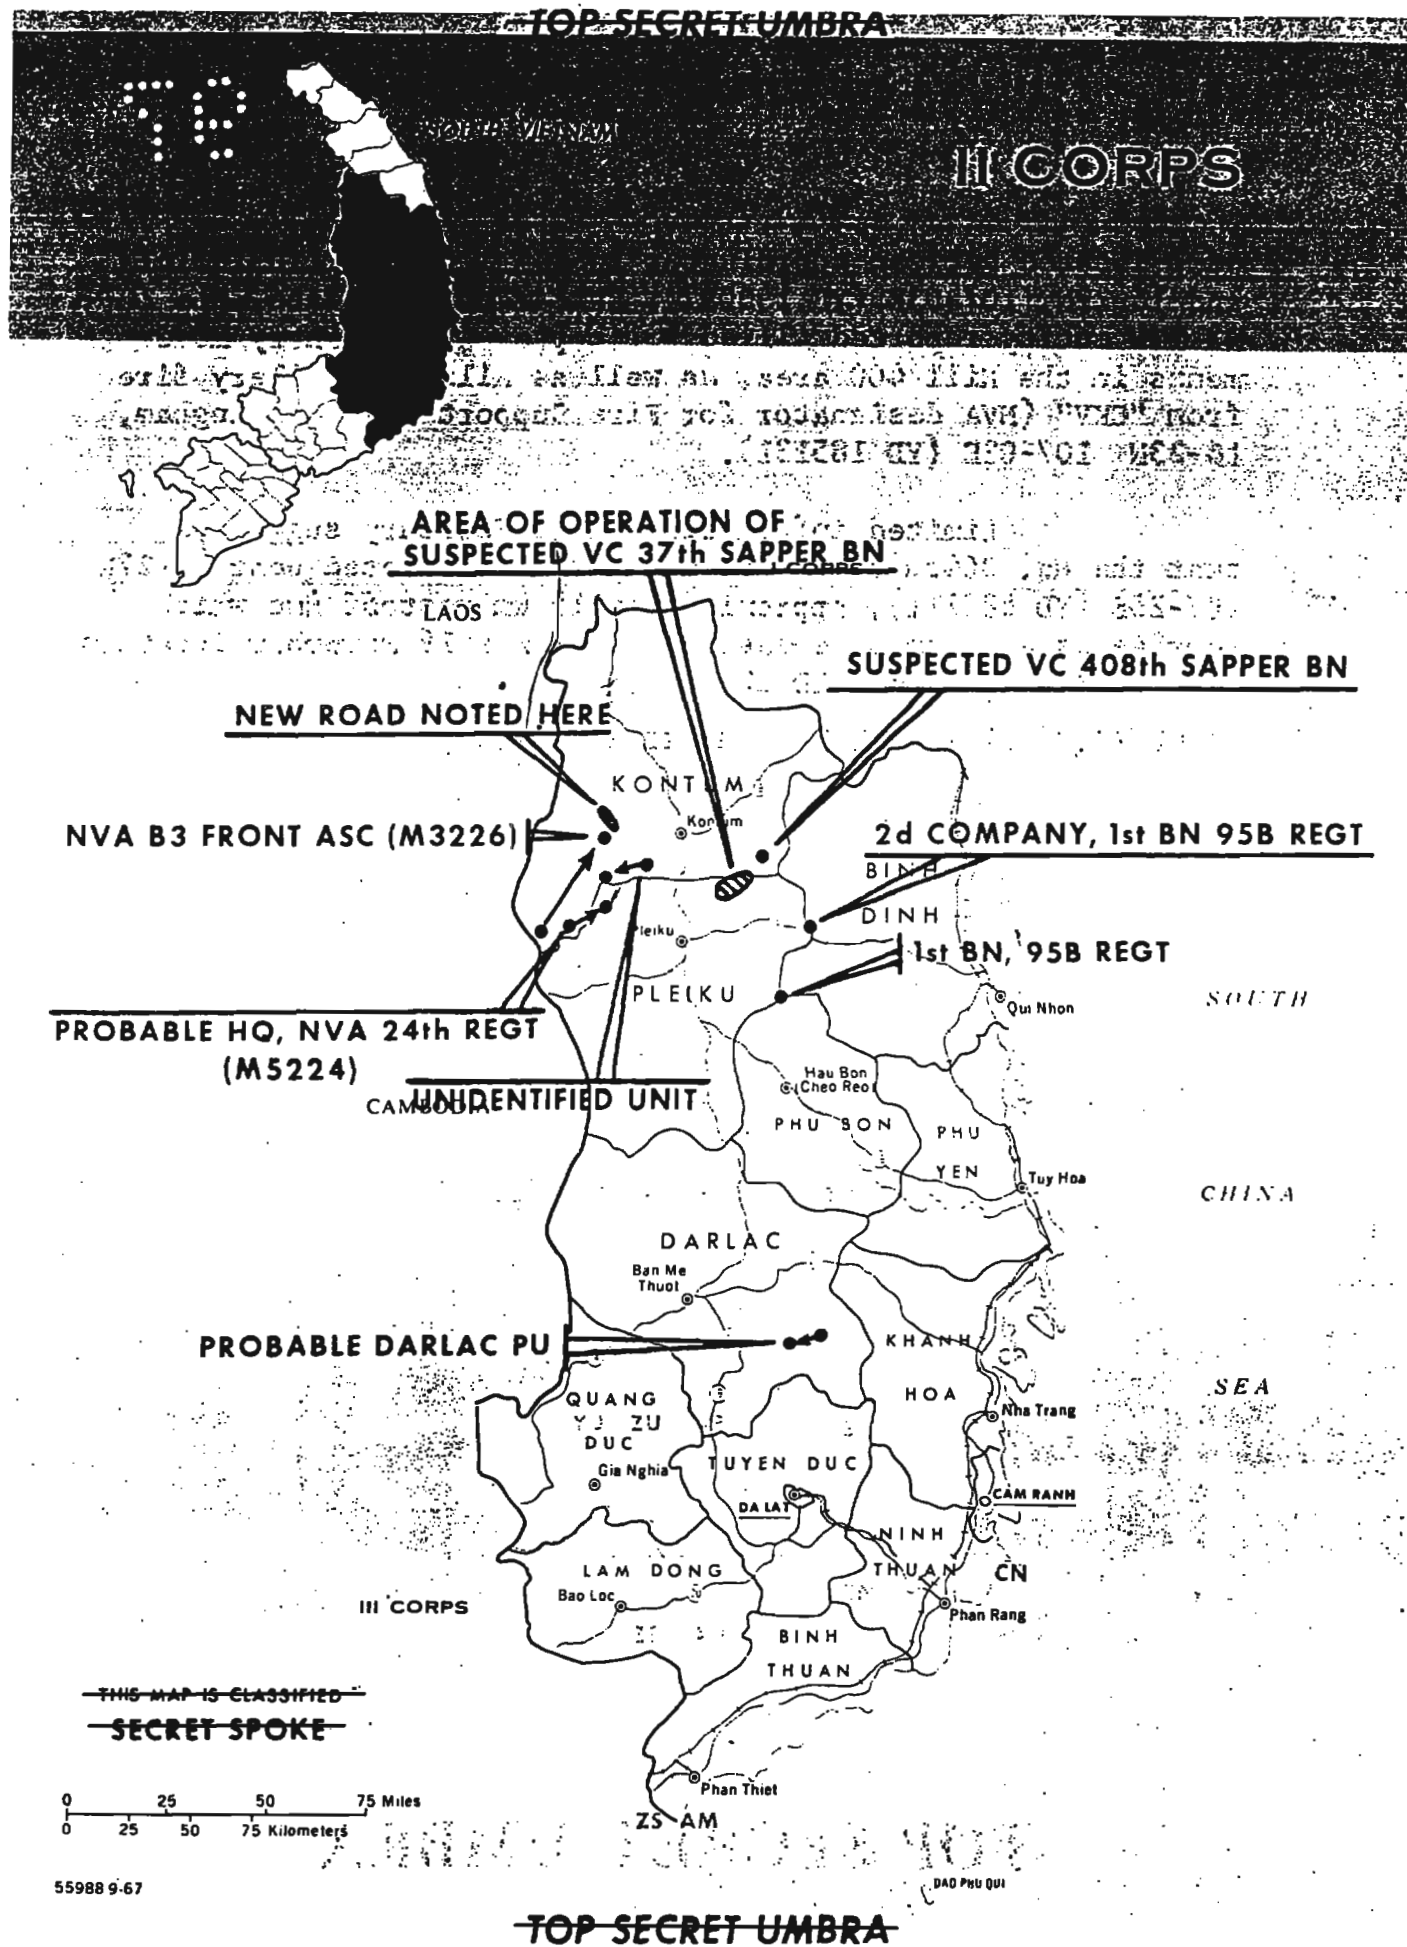 TOP SECRET UMBRA
SOUTH VIETNAM
II CORPS
AREA OF OPERATION OF
SUSPECTED VC 37th SAPPER BN
I CORPS
LAOS
SUSPECTED VC 408th SAPPER BN
NEW ROAD NOTED HERE
KONTUM
Kontum
NVA B3 FRONT ASC (M3226)
2d COMPANY, 1st BN 95B REGT
BINH
DINH
Pleiku
1st BN, 95B REGT
PLEIKU
SOUTH
Qui Nhon
PROBABLE HQ, NVA 24th REGT
(M5224)
Hau Bon
(Cheo Reo)
UNIDENTIFIED UNIT
CAMBODIA
PHU BON
PHU
YEN
Tuy Hoa
CHINA
DARLAC
Ban Me
Thuot
PROBABLE DARLAC PU
KHANH
HOA
SEA
QUANG
DUC
Nha Trang
TUYEN DUC
Gia Nghia
DA LAT
CAM RANH
NINH
THUAN
CN
LAM DONG
Bao Loc
III CORPS
Phan Rang
BINH
THUAN
THIS MAP IS CLASSIFIED
SECRET SPOKE
Phan Thiet
0 25 50 75 Miles
0 25 50 75 Kilometers
ZS AM
55988 9-67
DAO PHU QUI
TOP SECRET UMBRA